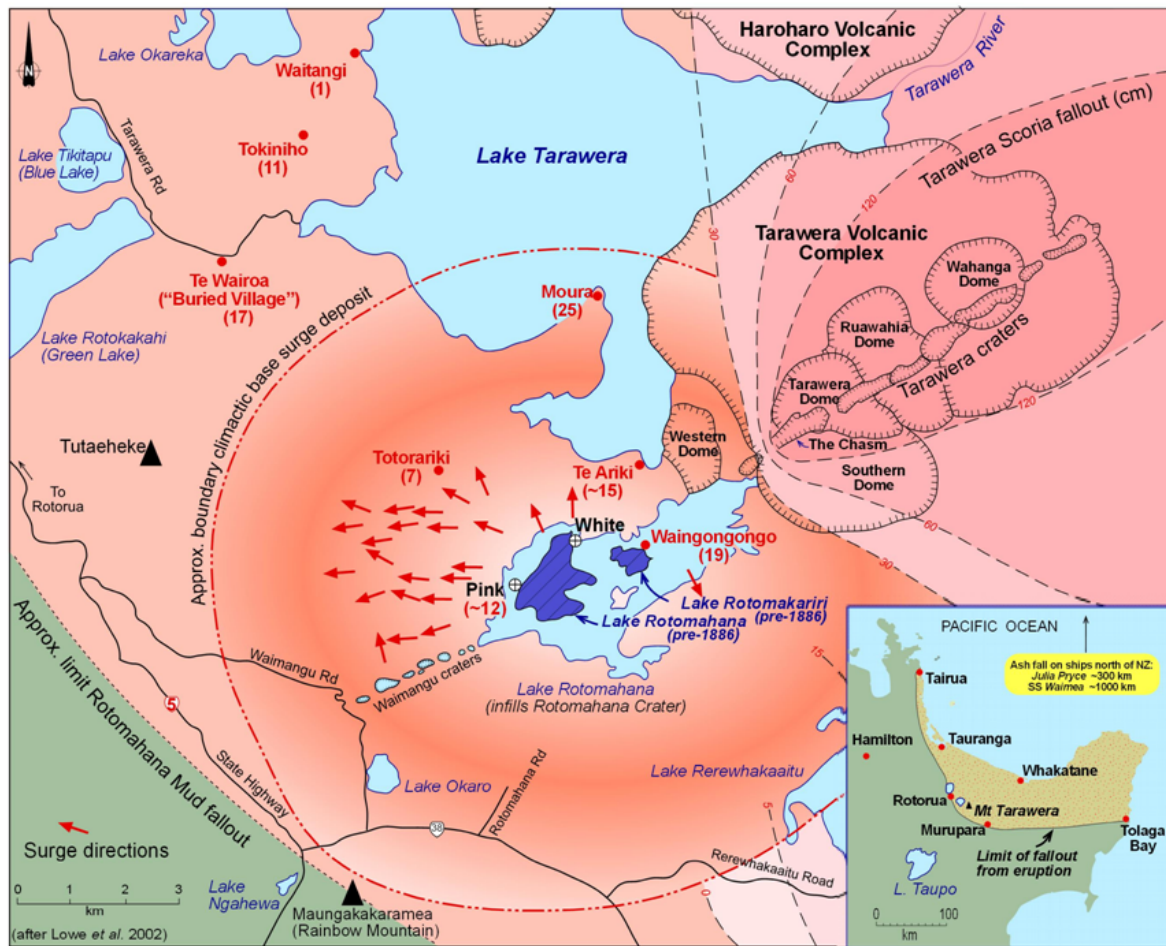 Lake Okareka
Waitangi
(1)
Haroharo Volcanic
Complex
Tarawera River
N
Tokiniho
(11)
Lake Tikitapu
(Blue Lake)
Tarawera Rd
Lake Tarawera
Tarawera Scoria fallout (cm)
60
120
30
Tarawera Volcanic
Complex
Te Wairoa
("Buried Village")
(17)
Wahanga
Dome
Moura
(25)
Lake Rotokakahi
(Green Lake)
Approx. boundary climactic base surge deposit
Ruawahia
Dome
Tarawera craters
Tarawera
Dome
120
Tutaeheke
Western
Dome
The Chasm
Totorariki
(7)
Te Ariki
(~15)
Southern
Dome
To
Rotorua
White
Waingongongo
(19)
60
30
Pink
(~12)
Lake Rotomakariri
(pre-1886)
Lake Rotomahana
(pre-1886)
Approx. limit Rotomahana Mud fallout
Waimangu Rd
Waimangu craters
Lake Rotomahana
(infills Rotomahana Crater)
15
5
State Highway
Lake Okaro
Rotomahana Rd
Lake Rerewhakaaitu
5
38
Surge directions
Rerewhakaaitu Road
0
0 1 2 3
km
Lake
Ngahewa
Maungakakaramea
(Rainbow Mountain)
(after Lowe et al. 2002)
PACIFIC OCEAN
Ash fall on ships north of NZ:
Julia Pryce ~300 km
SS Waimea ~1000 km
Tairua
Hamilton
Tauranga
Whakatane
Rotorua
Mt Tarawera
Murupara
Tolaga
Bay
Limit of fallout
from eruption
L. Taupo
0 100
km